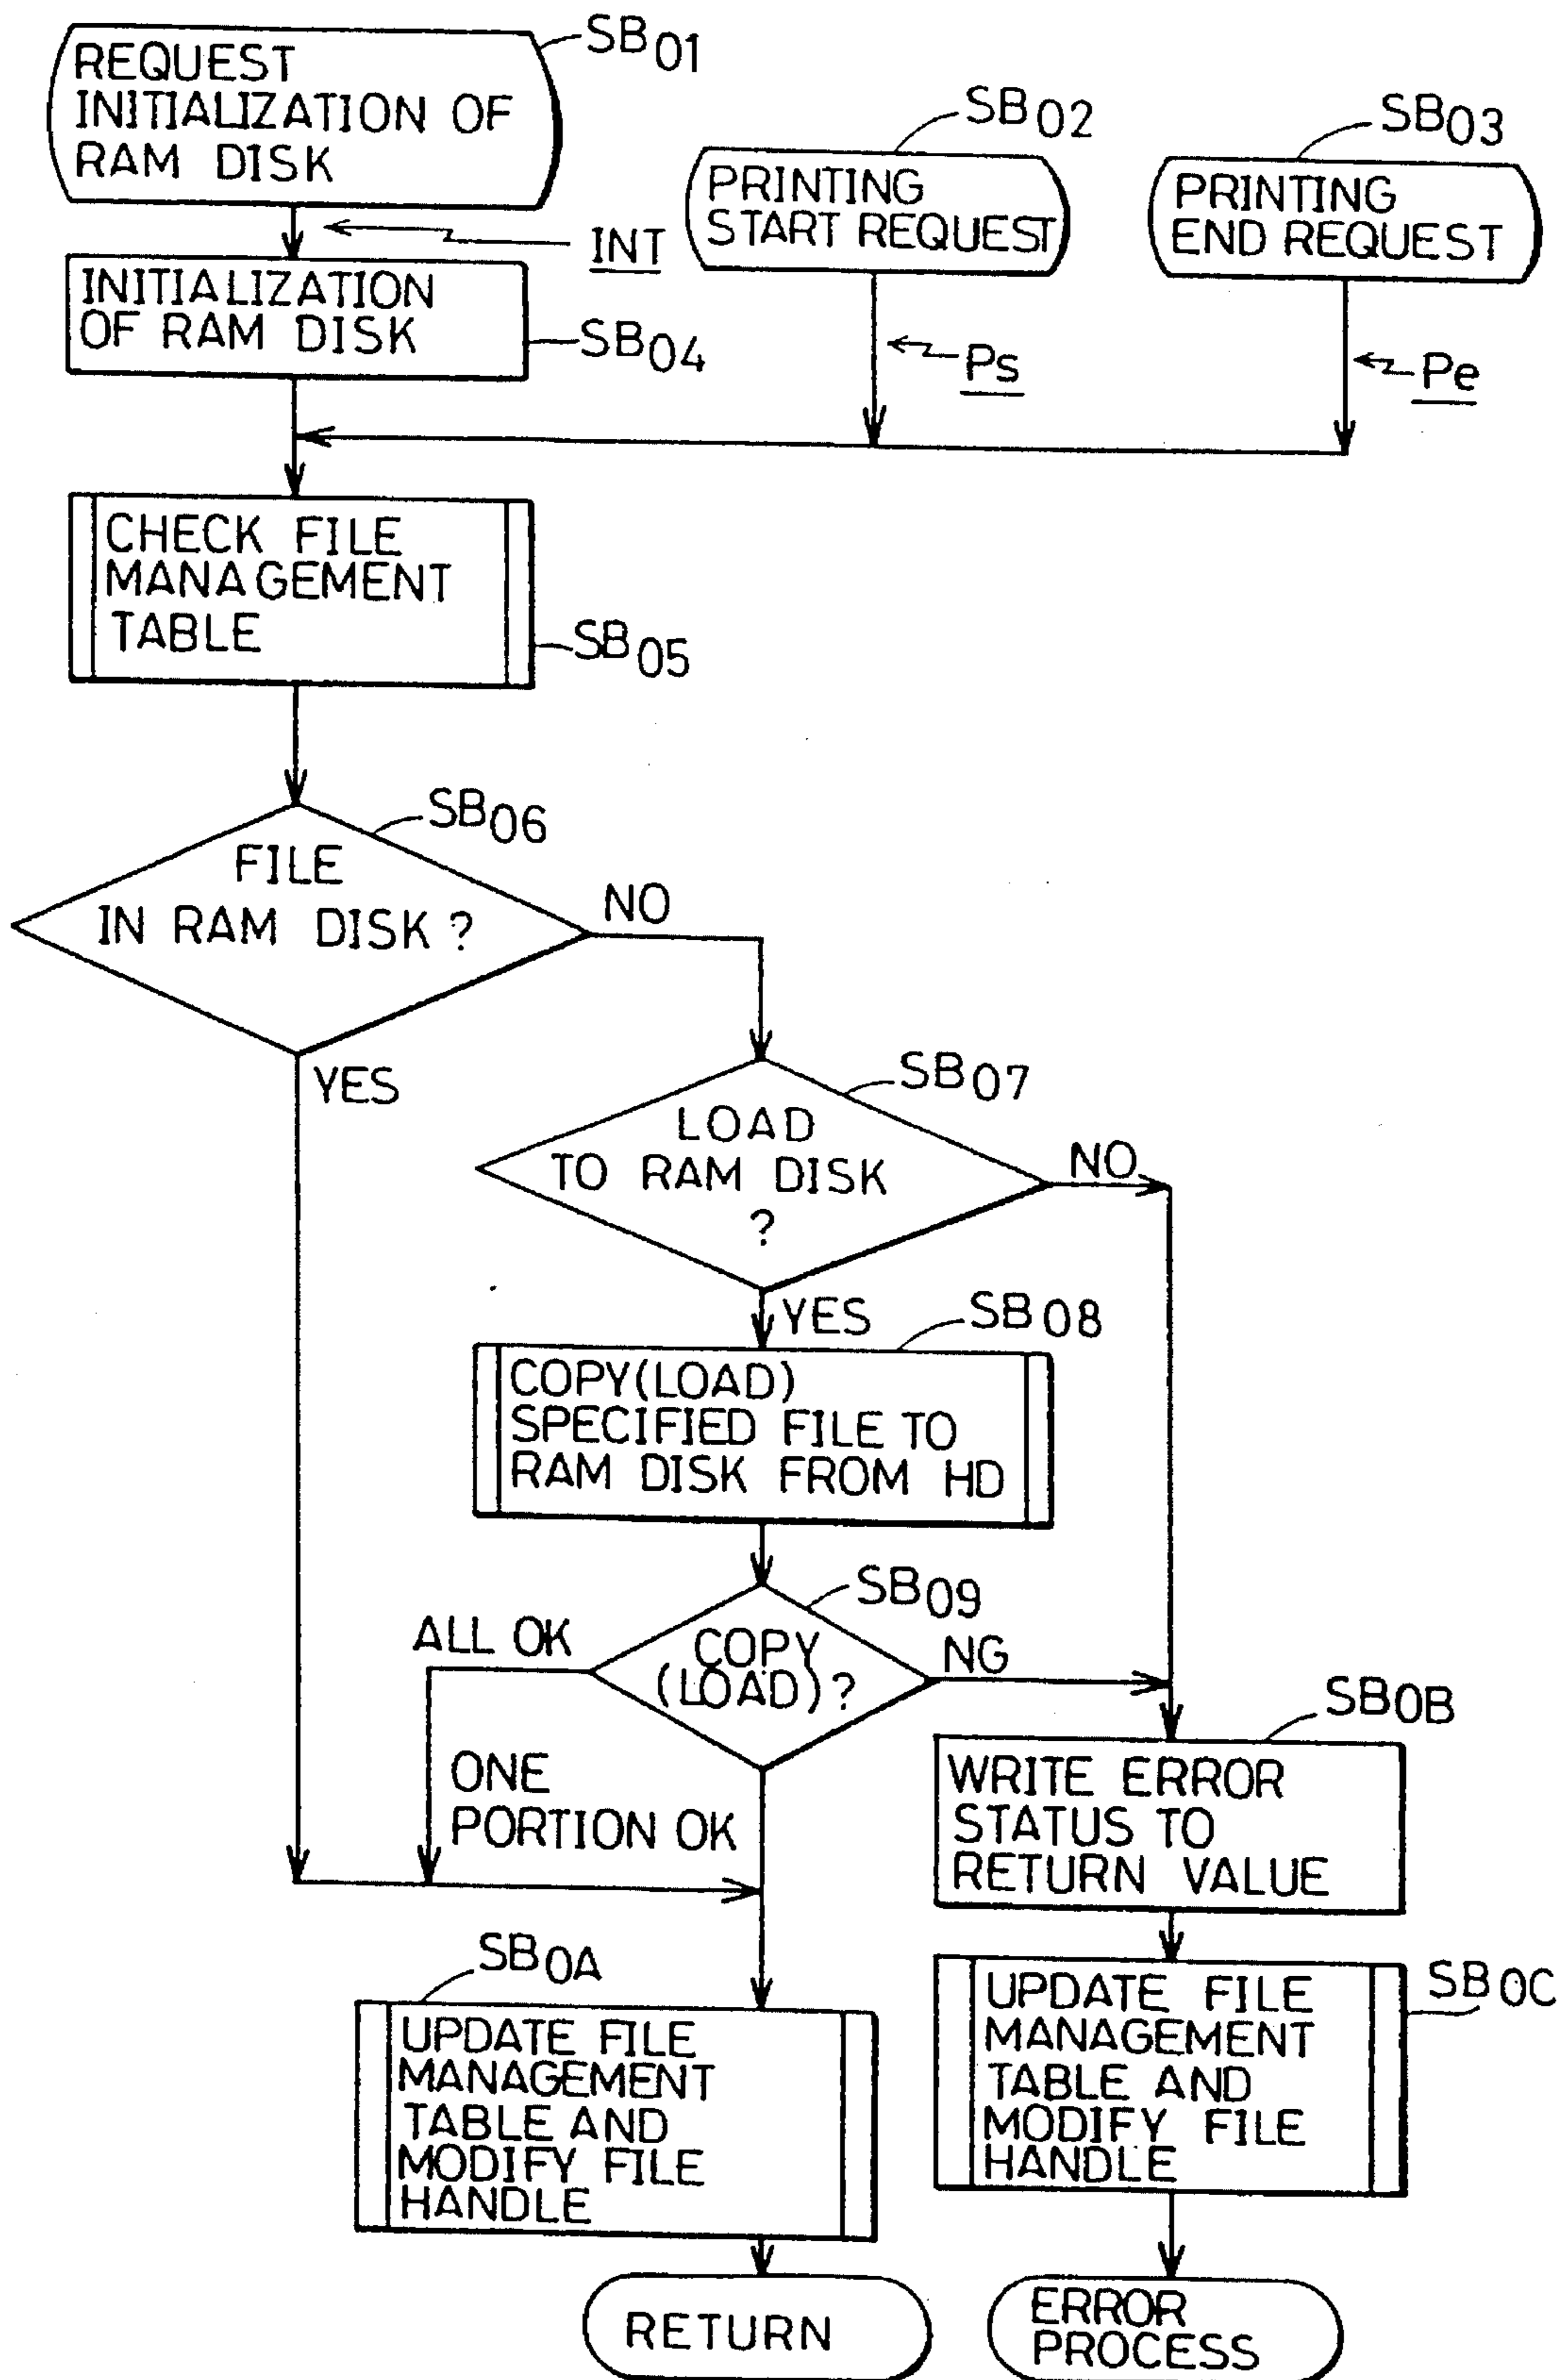 SB01
REQUEST
INITIALIZATION OF
RAM DISK
SB02
PRINTING
START REQUEST
SB03
PRINTING
END REQUEST
INT
INITIALIZATION
OF RAM DISK
SB04
Ps
Pe
CHECK FILE
MANAGEMENT
TABLE
SB05
SB06
FILE
IN RAM DISK ?
NO
YES
SB07
LOAD
TO RAM DISK
?
NO
YES
SB08
COPY(LOAD)
SPECIFIED FILE TO
RAM DISK FROM HD
SB09
ALL OK
COPY
(LOAD)?
NG
ONE
PORTION OK
SB0B
WRITE ERROR
STATUS TO
RETURN VALUE
SB0A
UPDATE FILE
MANAGEMENT
TABLE AND
MODIFY FILE
HANDLE
SB0C
UPDATE FILE
MANAGEMENT
TABLE AND
MODIFY FILE
HANDLE
RETURN
ERROR
PROCESS